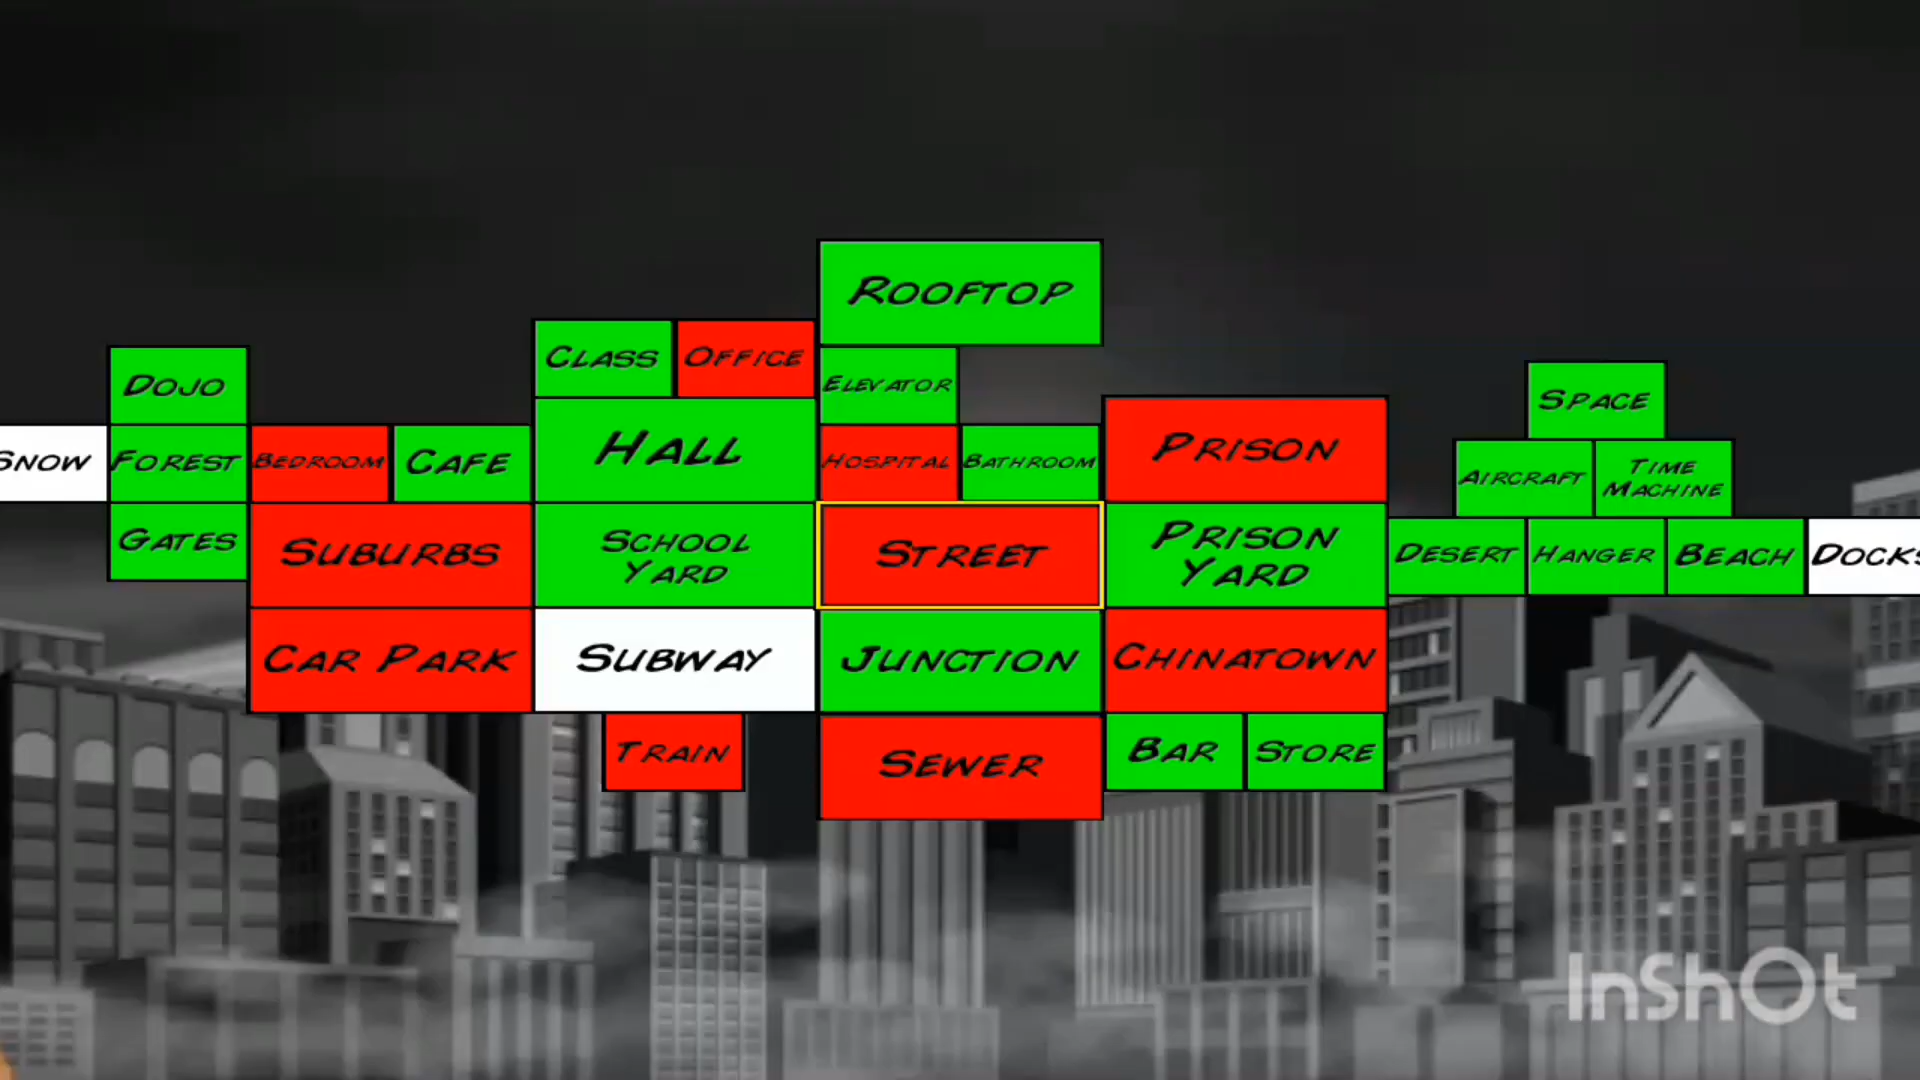 ROOFTOP
CLASS
OFFICE
ELEVATOR
DOJO
SPACE
SNOW
FOREST
BEDROOM
CAFE
HALL
HOSPITAL
BATHROOM
PRISON
AIRCRAFT
TIME
MACHINE
GATES
SUBURBS
SCHOOL
YARD
STREET
PRISON
YARD
DESERT
HANGER
BEACH
DOCKS
CAR PARK
SUBWAY
JUNCTION
CHINATOWN
TRAIN
SEWER
BAR
STORE
InShOt